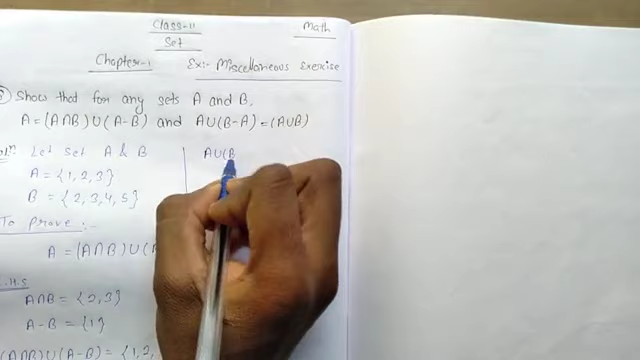 Class-11 Math
Set
Chapter-1 Ex:- Miscellaneous Exercise
Show that for any sets A and B,
A=(A∩B)∪(A-B) and A∪(B-A)=(A∪B)
Let set A & B
A = {1,2,3}
B = {2,3,4,5}
A∪(B
To Prove :-
A = (A∩B)∪(
L.H.S
A∩B = {2,3}
A-B = {1}
(A∩B)∪(A-B) = {1,2,